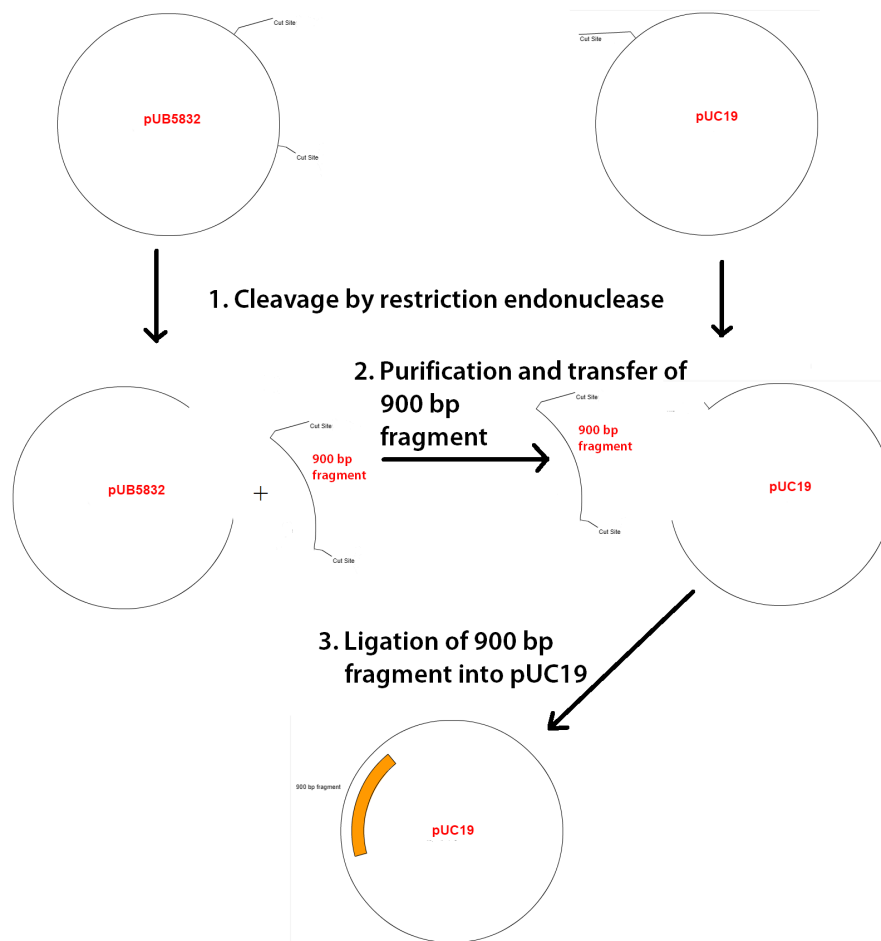 Cut Site
Cut Site
pUB5832
pUC19
Cut Site
1. Cleavage by restriction endonuclease
2. Purification and transfer of
900 bp
fragment
Cut Site
Cut Site
900 bp
fragment
900 bp
fragment
pUB5832
+
pUC19
Cut Site
Cut Site
3. Ligation of 900 bp
fragment into pUC19
900 bp fragment
pUC19